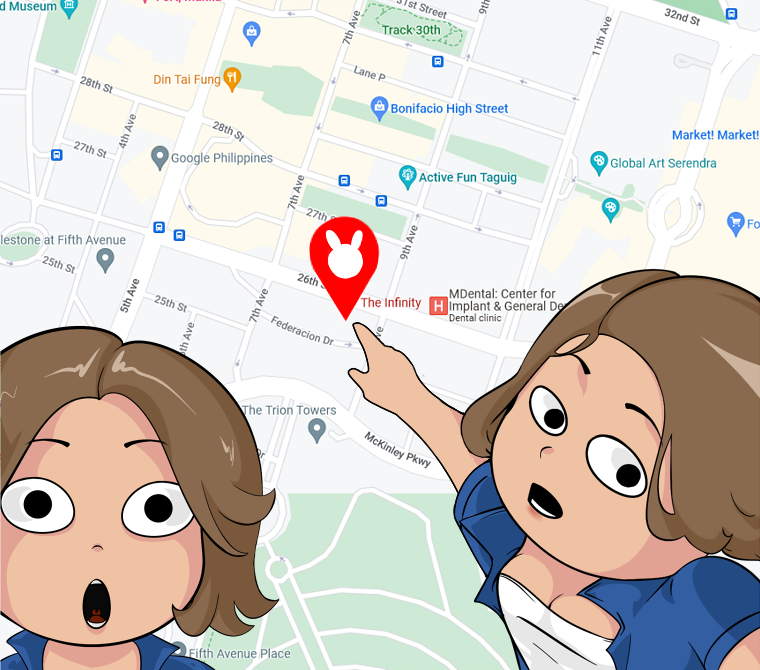 d Museum
31st Street
9th
32nd St
7th Ave
Track 30th
11th Ave
Din Tai Fung
Lane P
28th St
Bonifacio High Street
4th Ave
28th St
Market! Market!
27th St
Google Philippines
Global Art Serendra
Active Fun Taguig
7th Ave
27th
lestone at Fifth Avenue
9th Ave
Fo
25th St
26th S
5th Ave
25th St
7th Ave
The Infinity
H
MDental: Center for
Implant & General De
Dental clinic
Federacion Dr
The Trion Towers
McKinley Pkwy
Dr
Fifth Avenue Place